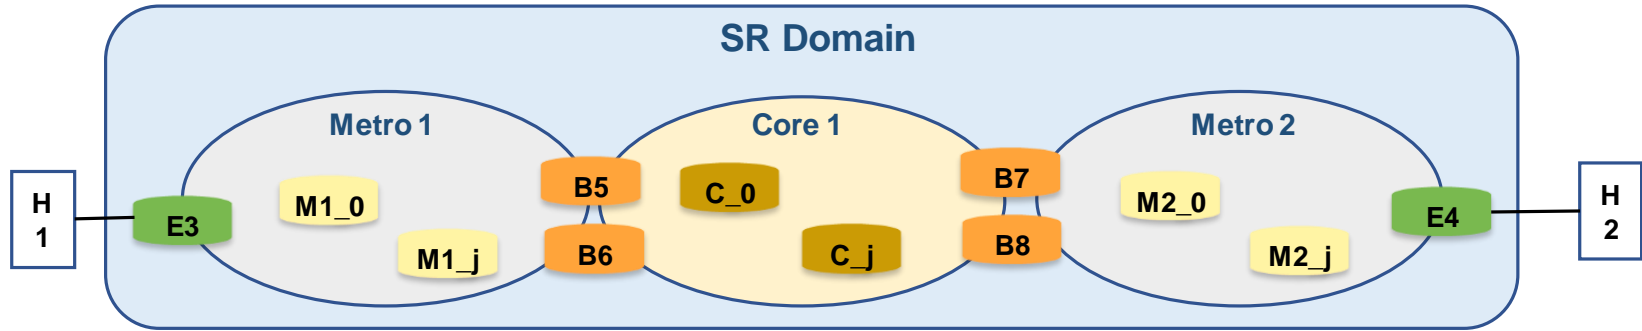 SR Domain
Metro 1
Core 1
Metro 2
H
1
E3
M1_0
M1_j
B5
B6
C_0
C_j
B7
B8
M2_0
M2_j
E4
H
2